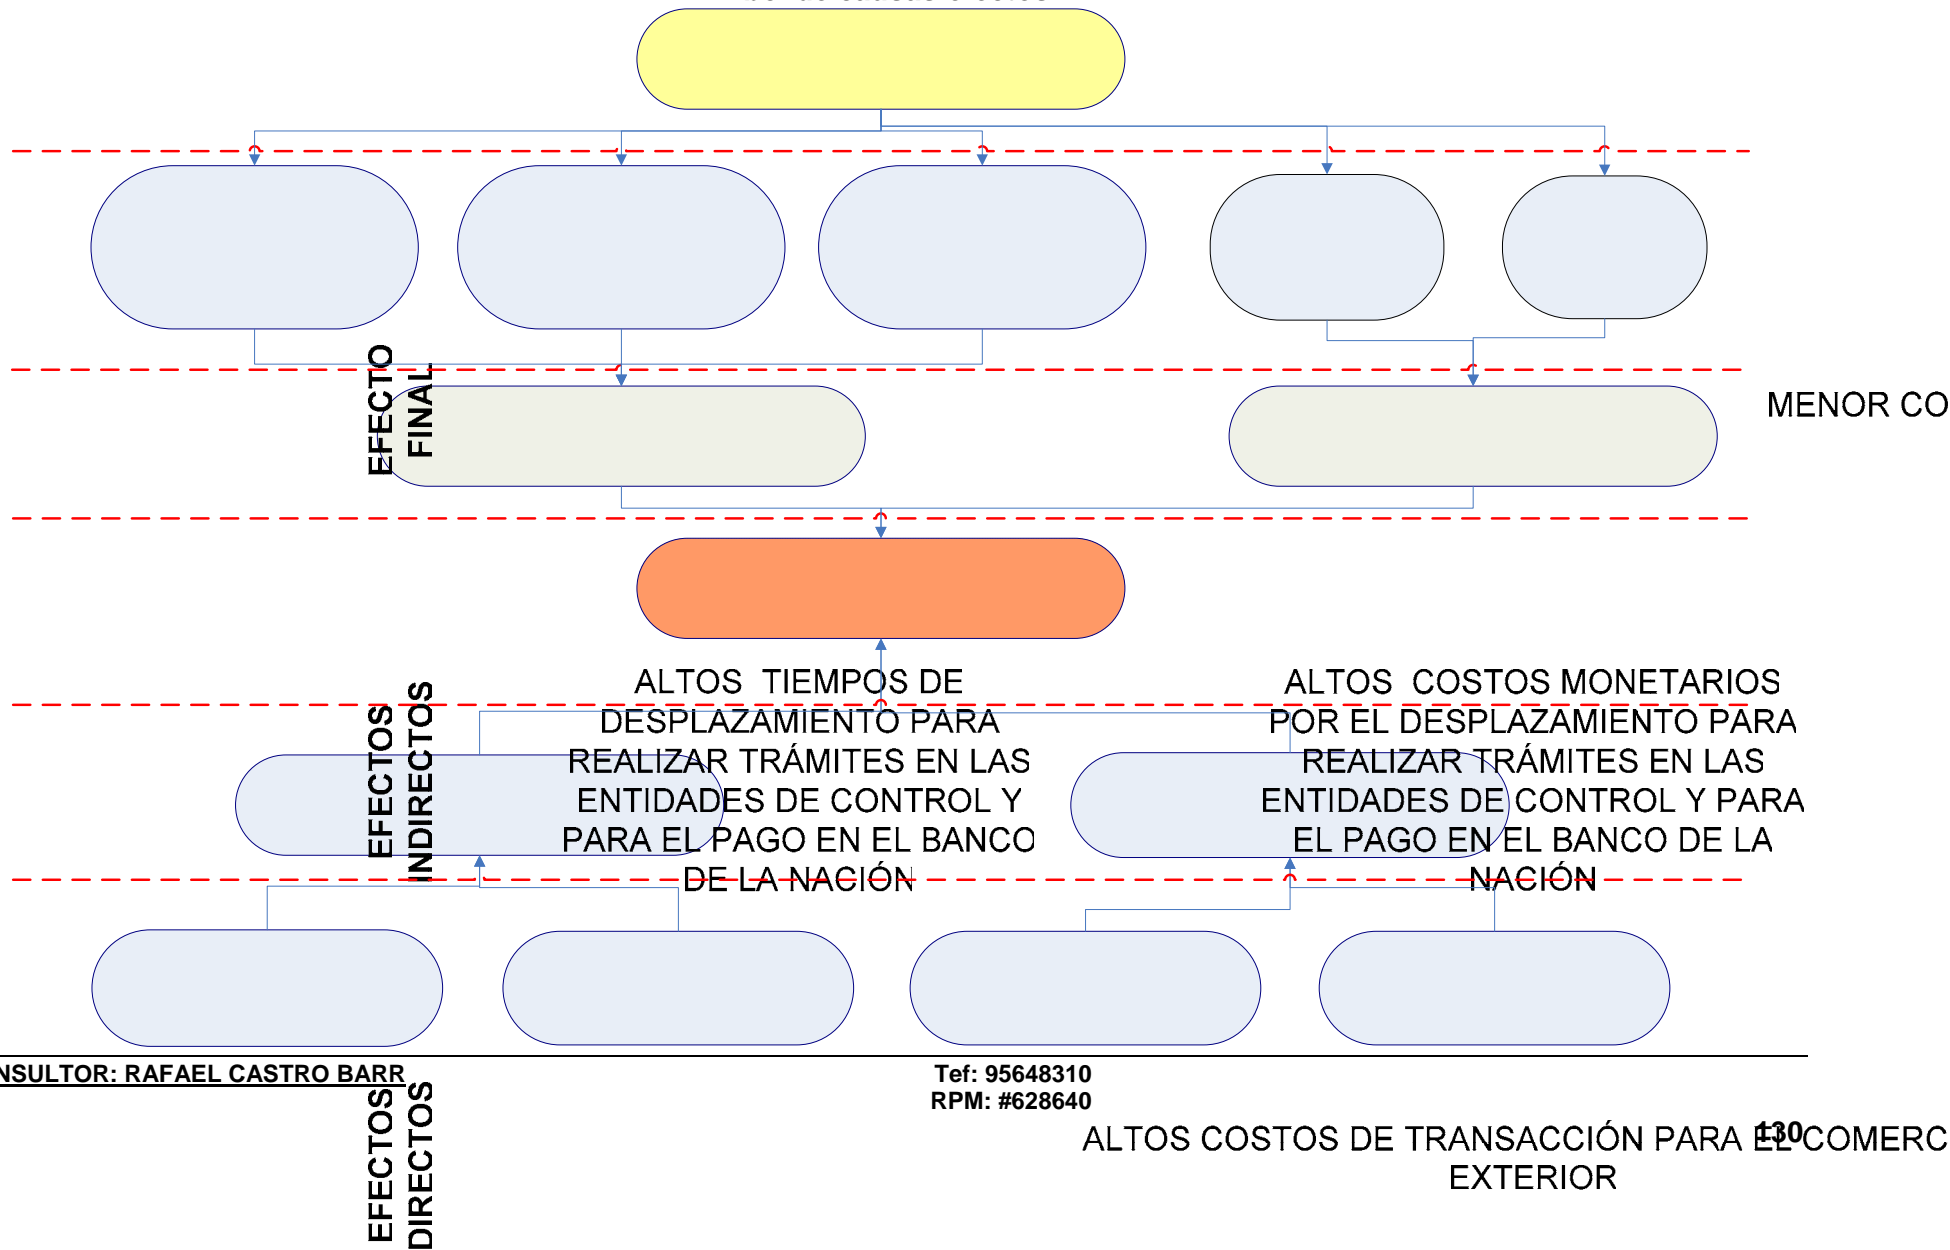 EFECTO
FINAL
MENOR CO
EFECTOS
INDIRECTOS
ALTOS TIEMPOS DE
DESPLAZAMIENTO PARA
REALIZAR TRÁMITES EN LAS
ENTIDADES DE CONTROL Y
PARA EL PAGO EN EL BANCO
DE LA NACIÓN
ALTOS COSTOS MONETARIOS
POR EL DESPLAZAMIENTO PARA
REALIZAR TRÁMITES EN LAS
ENTIDADES DE CONTROL Y PARA
EL PAGO EN EL BANCO DE LA
NACIÓN
NSULTOR: RAFAEL CASTRO BARR
Tef: 95648310
RPM: #628640
130
EFECTOS
DIRECTOS
ALTOS COSTOS DE TRANSACCIÓN PARA EL COMERC
EXTERIOR